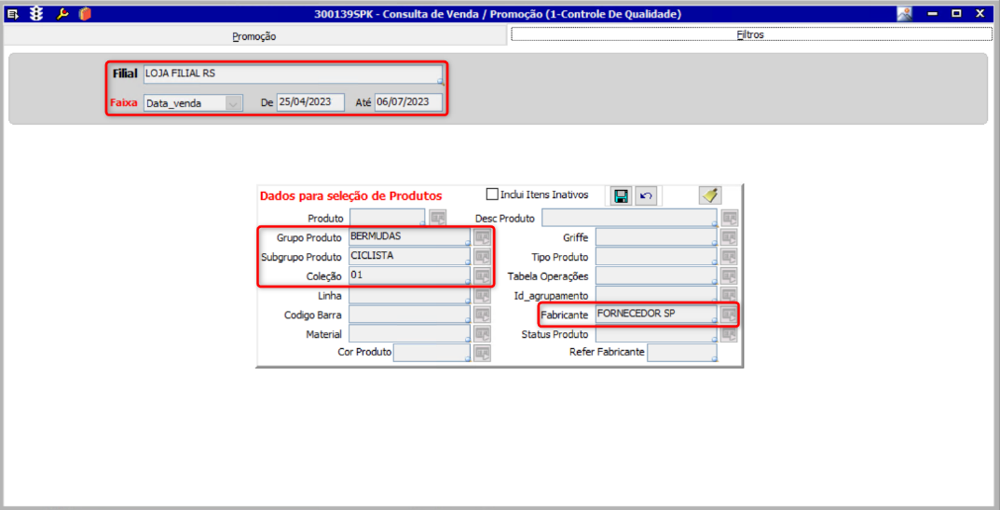 300139SPK - Consulta de Venda / Promoção (1-Controle De Qualidade)
Promoção Filtros
Filial LOJA FILIAL RS
Faixa Data_venda De 25/04/2023 Até 06/07/2023
Dados para seleção de Produtos Inclui Itens Inativos
Produto Desc Produto
Grupo Produto BERMUDAS Griffe
Subgrupo Produto CICLISTA Tipo Produto
Coleção 01 Tabela Operações
Linha Id_agrupamento
Codigo Barra Fabricante FORNECEDOR SP
Material Status Produto
Cor Produto Refer Fabricante